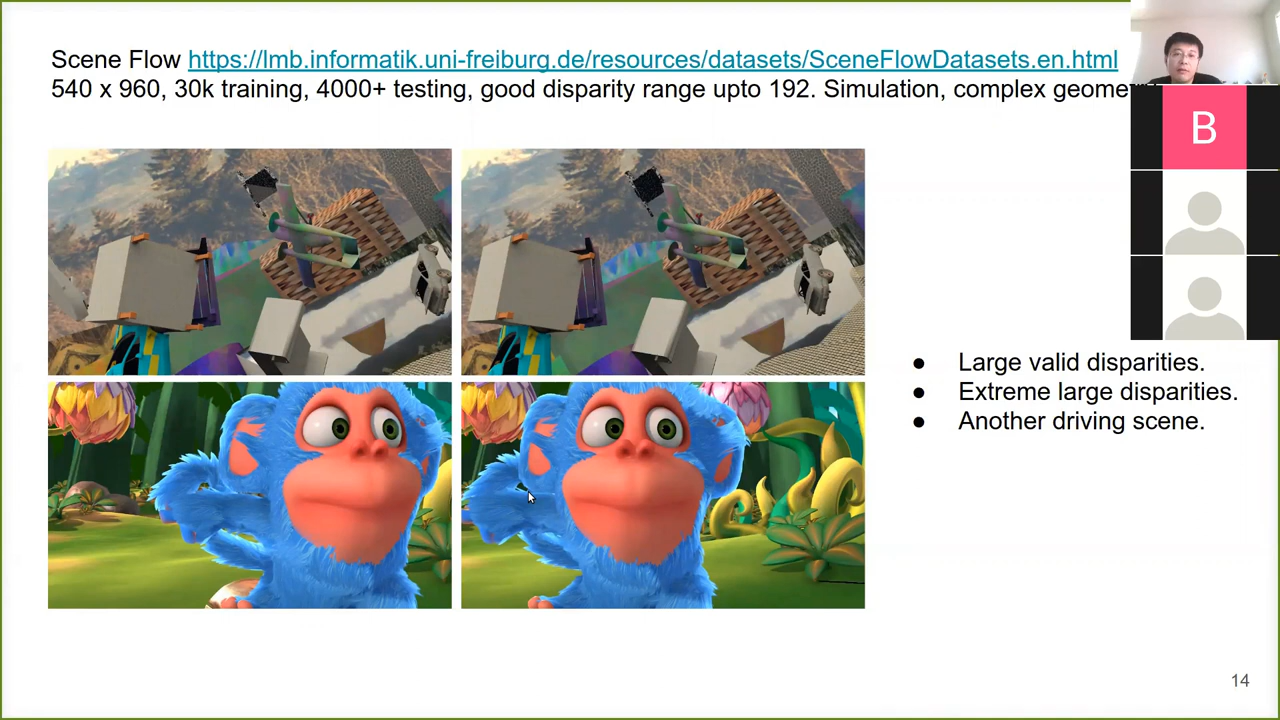 Scene Flow https://lmb.informatik.uni-freiburg.de/resources/datasets/SceneFlowDatasets.en.html
540 x 960, 30k training, 4000+ testing, good disparity range upto 192. Simulation, complex
B
● Large valid disparities.
● Extreme large disparities.
● Another driving scene.
14